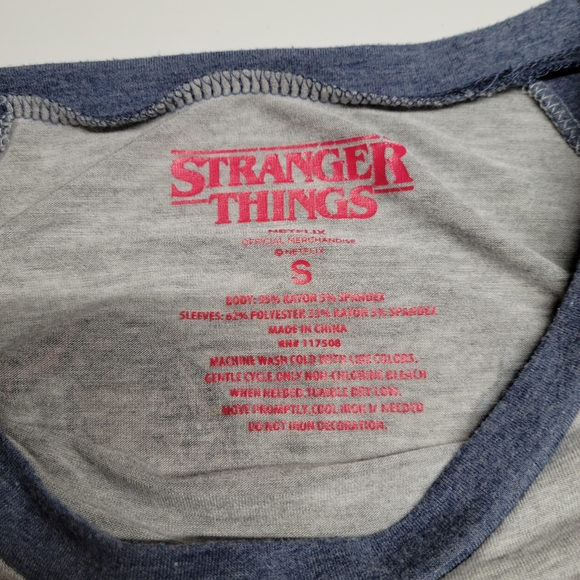 STRANGER
THINGS
NETFLIX
OFFICIAL MERCHANDISE
© NETFLIX
S
BODY: 95% RAYON 5% SPANDEX
SLEEVES: 62% POLYESTER 33% RAYON 5% SPANDEX
MADE IN CHINA
RN# 117508
MACHINE WASH COLD WITH LIKE COLORS,
GENTLE CYCLE.ONLY NON-CHLORINE BLEACH
WHEN NEEDED.TUMBLE DRY LOW.
MOVE PROMPTLY. COOL IRON IF NEEDED
DO NOT IRON DECORATION.